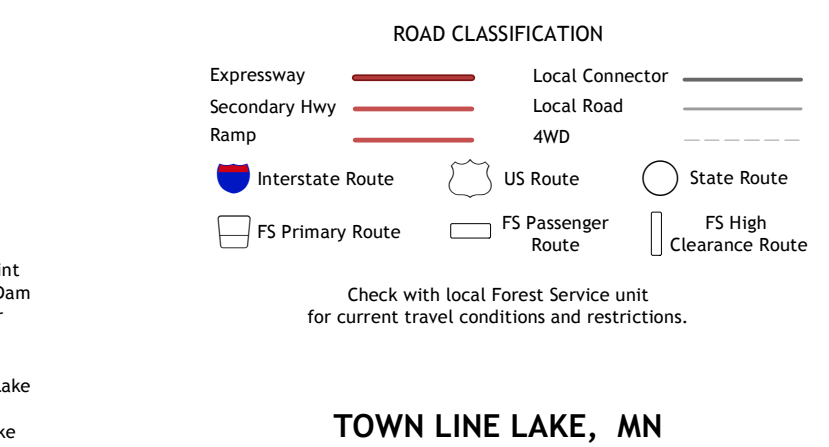 ROAD CLASSIFICATION
Expressway
Local Connector
Secondary Hwy
Local Road
Ramp
4WD
Interstate Route
US Route
State Route
FS Primary Route
FS Passenger
Route
FS High
Clearance Route
Check with local Forest Service unit
for current travel conditions and restrictions.
Dam
TOWN LINE LAKE, MN